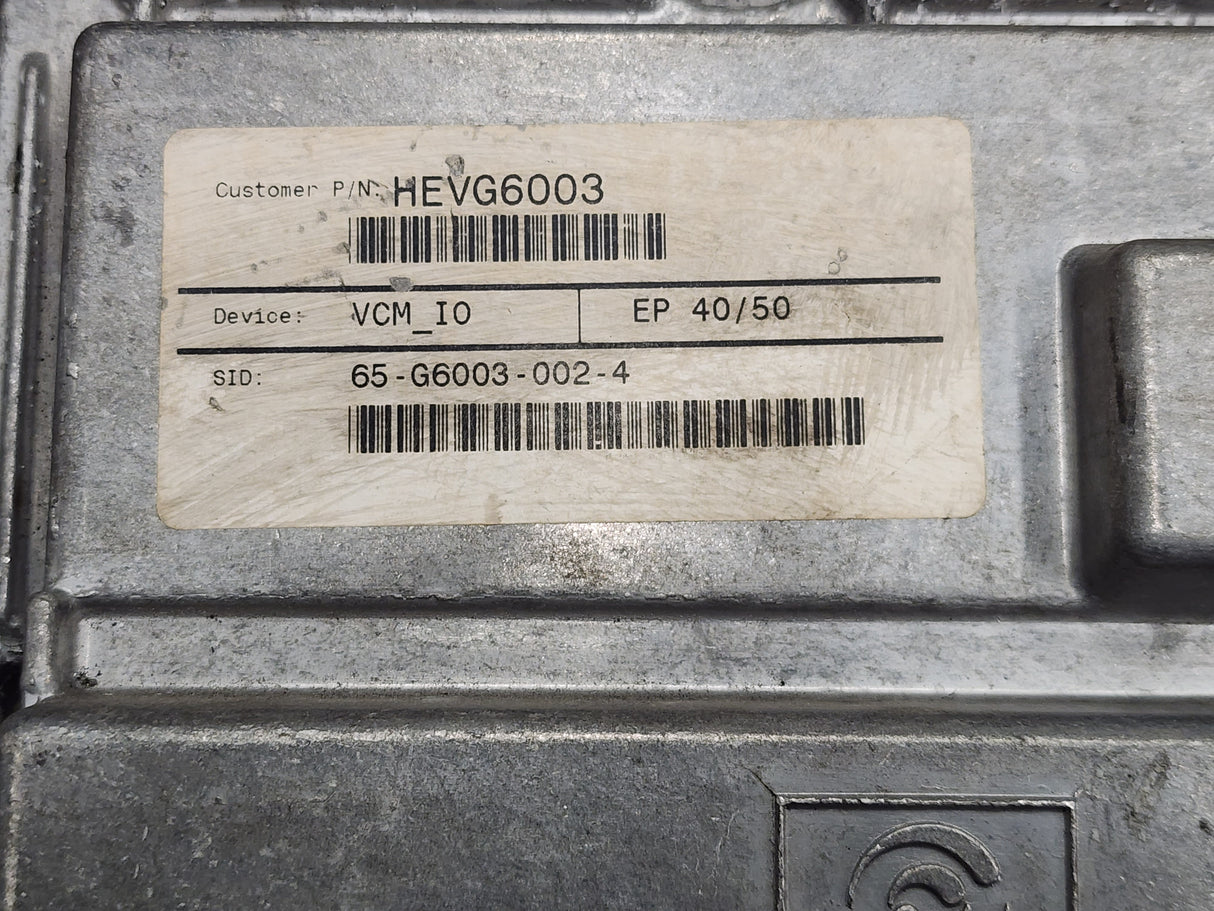 Customer P/N: HEVG6003
Device: VCM_IO EP 40/50
SID: 65-G6003-002-4